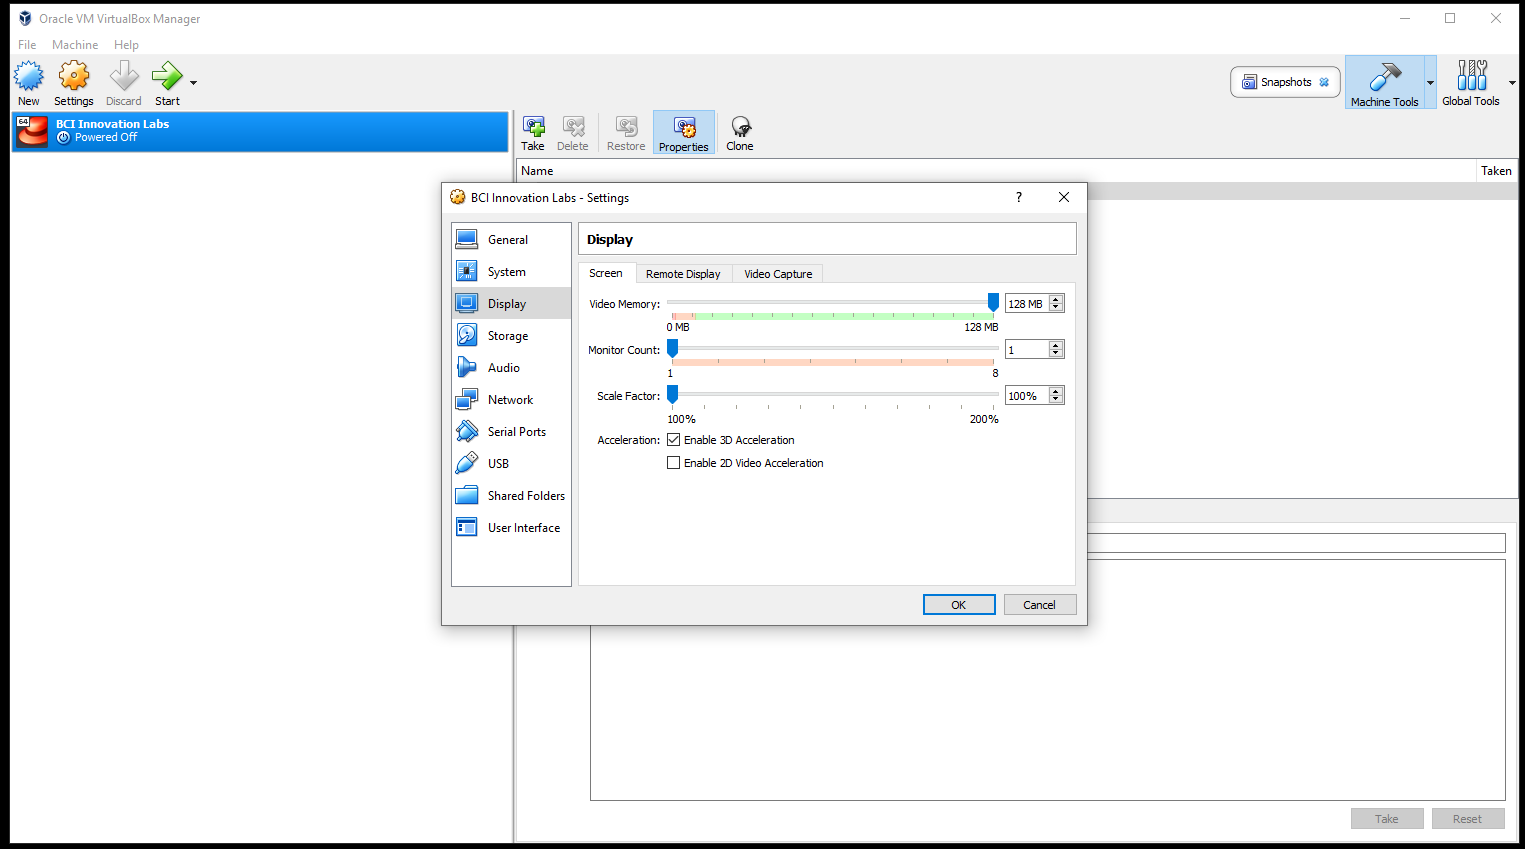 Oracle VM VirtualBox Manager
File Machine Help
New Settings Discard Start
Snapshots Machine Tools Global Tools
64 BCI Innovation Labs
Powered Off
Take Delete Restore Properties Clone
Name Taken
BCI Innovation Labs - Settings ?
General
System
Display
Storage
Audio
Network
Serial Ports
USB
Shared Folders
User Interface
Display
Screen Remote Display Video Capture
Video Memory: 128 MB
0 MB 128 MB
Monitor Count: 1
1 8
Scale Factor: 100%
100% 200%
Acceleration: Enable 3D Acceleration
Enable 2D Video Acceleration
OK Cancel
Take Reset